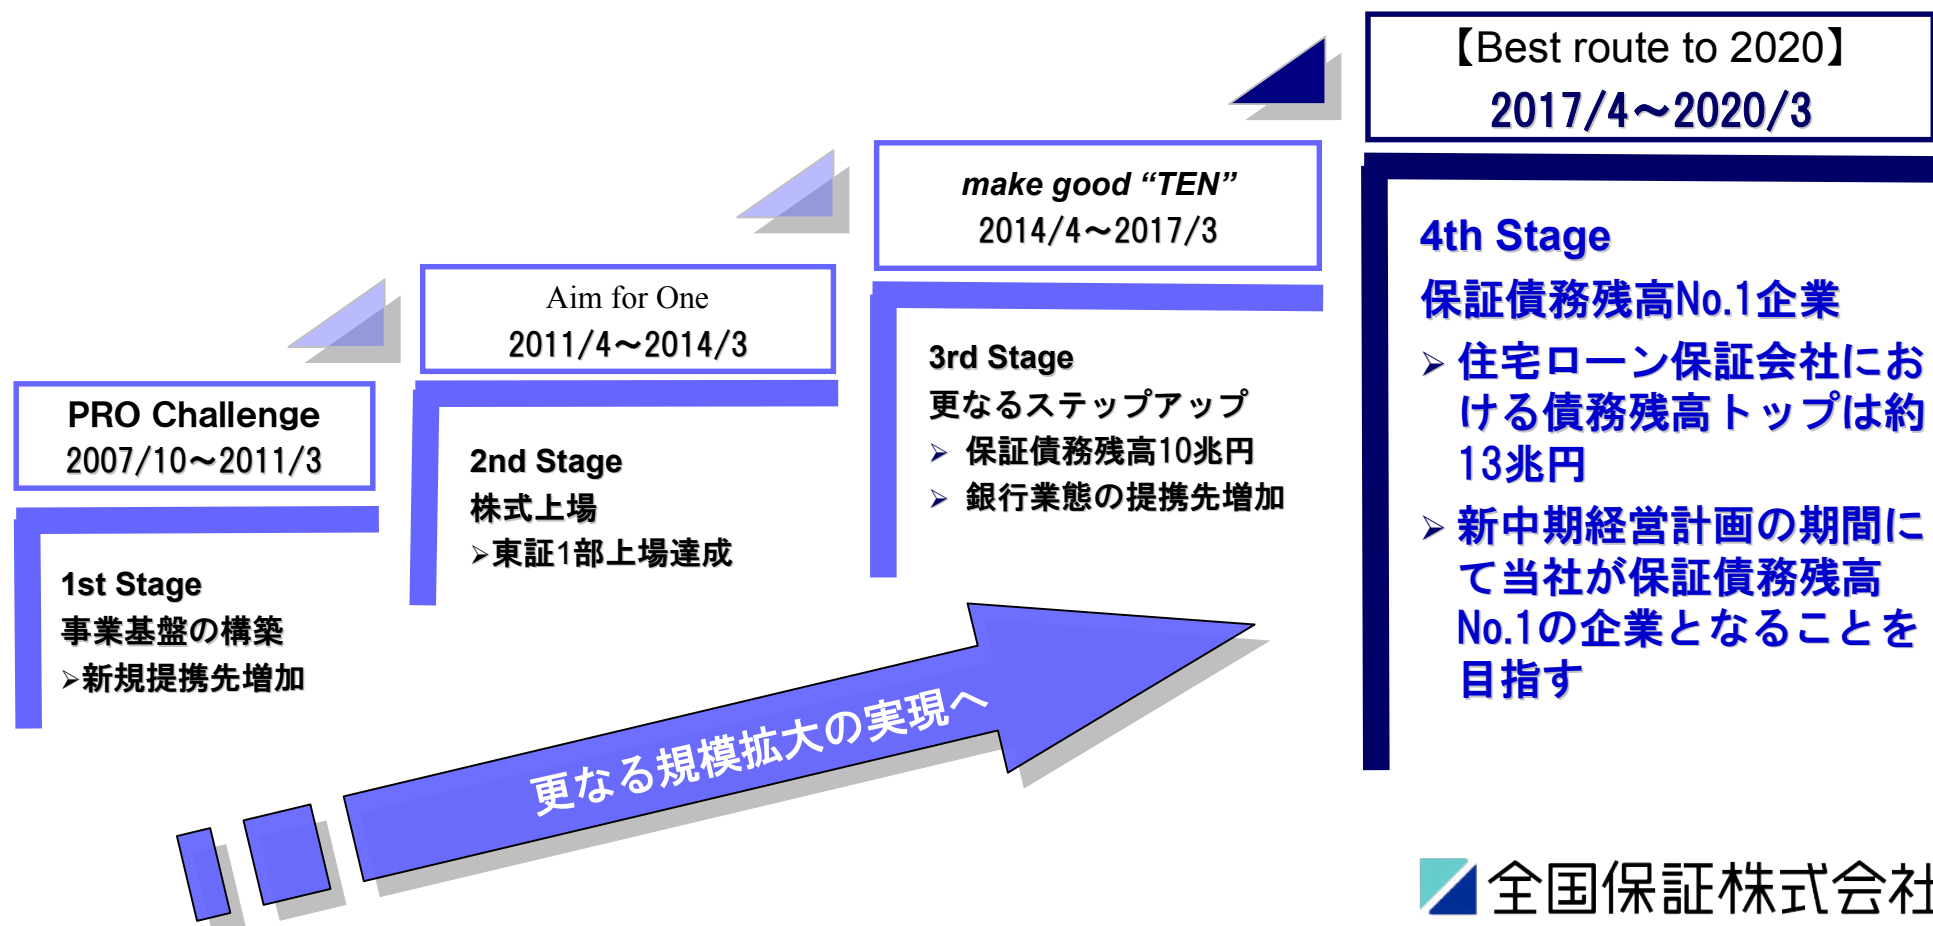 PRO Challenge
2007/10～2011/3
1st Stage
事業基盤の構築
➢新規提携先増加
Aim for One
2011/4～2014/3
2nd Stage
株式上場
➢東証1部上場達成
make good “TEN”
2014/4～2017/3
3rd Stage
更なるステップアップ
➢ 保証債務残高10兆円
➢ 銀行業態の提携先増加
【Best route to 2020】
2017/4～2020/3
4th Stage
保証債務残高No.1企業
➢ 住宅ローン保証会社にお
ける債務残高トップは約
13兆円
➢ 新中期経営計画の期間に
て当社が保証債務残高
No.1の企業となることを
目指す
更なる規模拡大の実現へ
全国保証株式会社